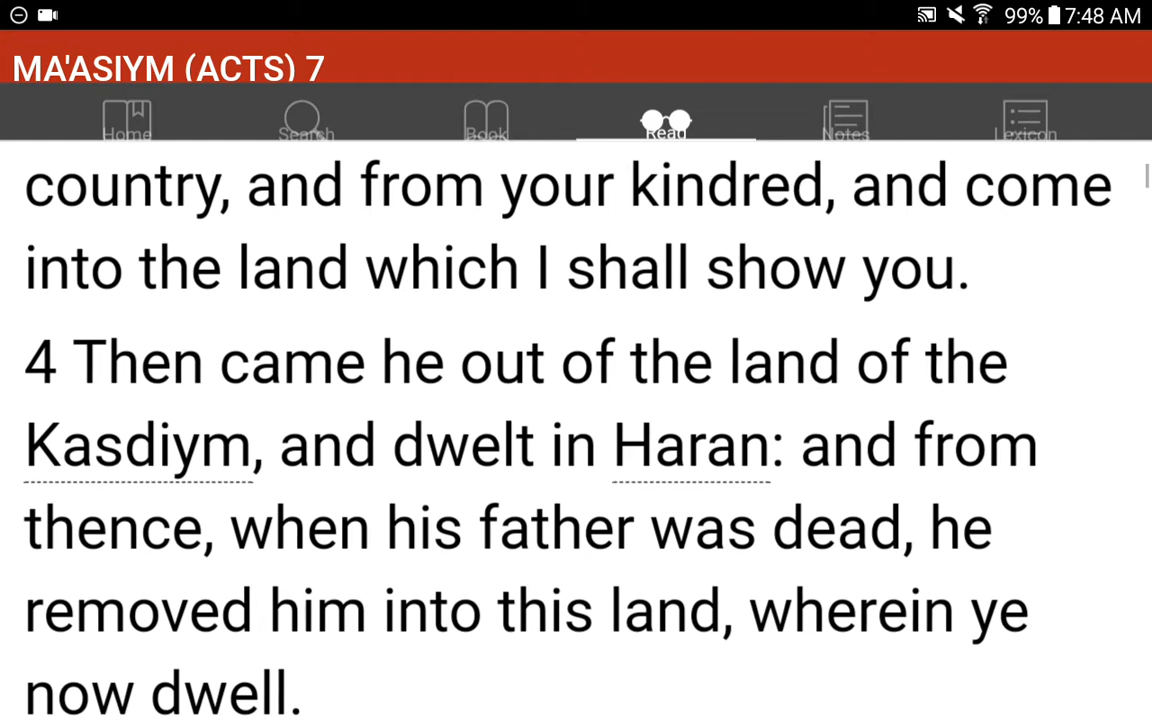 99% 7:48 AM
MA'ASIYM (ACTS) 7
Home Search Book Read Notes Lexicon
country, and from your kindred, and come
into the land which I shall show you.
4 Then came he out of the land of the
Kasdiym, and dwelt in Haran: and from
thence, when his father was dead, he
removed him into this land, wherein ye
now dwell.